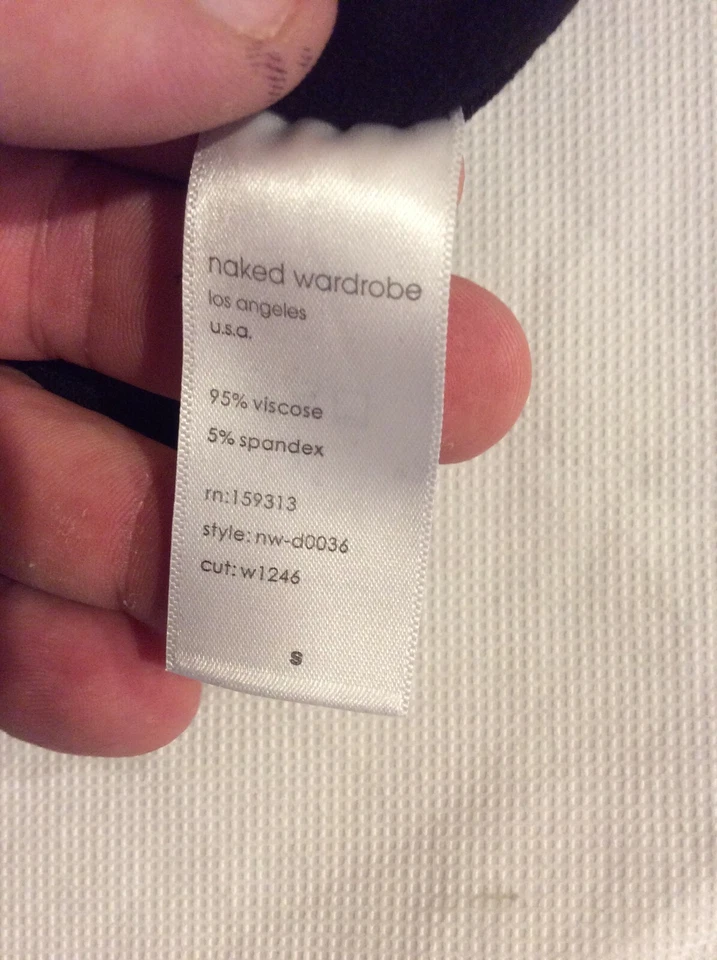 naked wardrobe
los angeles
u.s.a.
95% viscose
5% spandex
rn:159313
style: nw-d0036
cut: w1246
s